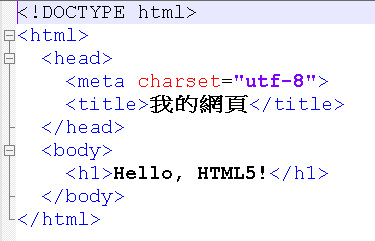 <!DOCTYPE html>
<html>
<head>
<meta charset="utf-8">
<title>我的網頁</title>
</head>
<body>
<h1>Hello, HTML5!</h1>
</body>
</html>